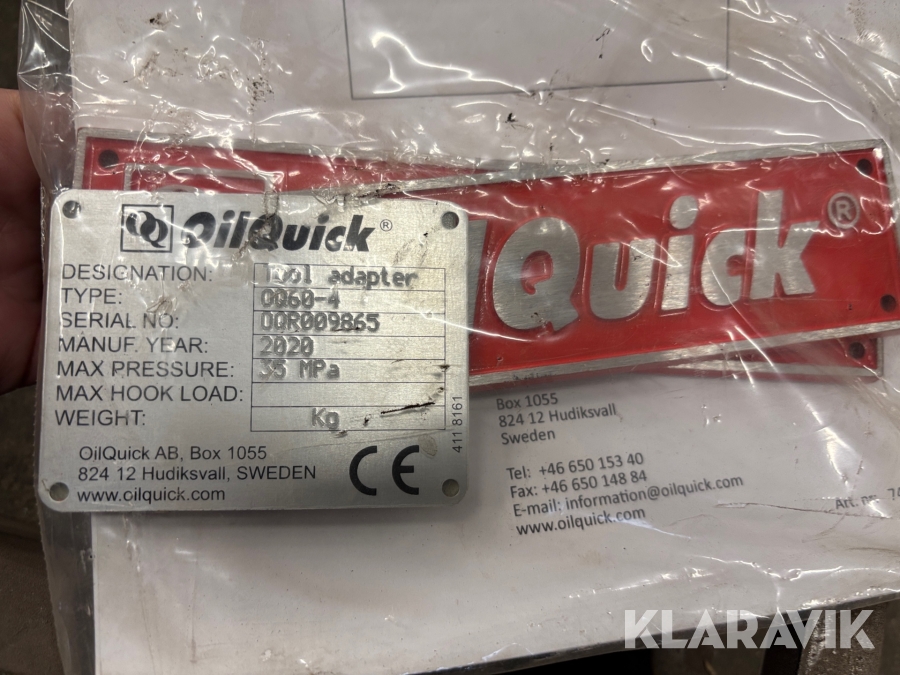 OilQuick®
DESIGNATION: Tool adapter
TYPE: OQ60-4
SERIAL NO: OQR009865
MANUF. YEAR: 2020
MAX PRESSURE: 35 MPa
MAX HOOK LOAD:
WEIGHT: Kg
OilQuick AB, Box 1055
824 12 Hudiksvall, SWEDEN
www.oilquick.com
CE
411 8161
Quick®
Box 1055
824 12 Hudiksvall
Sweden
Tel: +46 650 153 40
Fax: +46 650 148 84
E-mail: information@oilquick.com
www.oilquick.com
Art. nr.
KLARAVIK